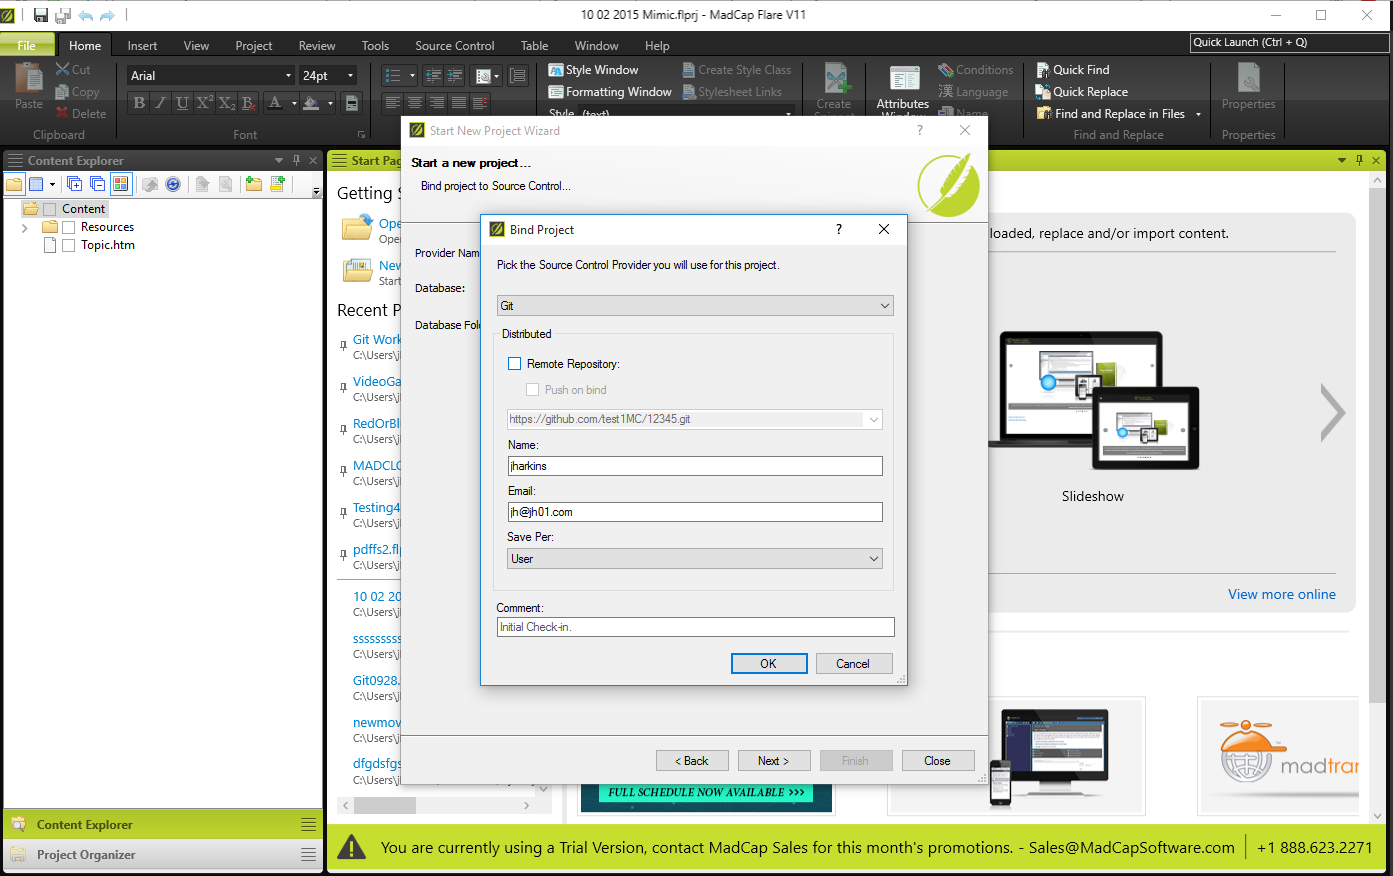 10 02 2015 Mimic.flprj - MadCap Flare V11
File Home Insert View Project Review Tools Source Control Table Window Help
Quick Launch (Ctrl + Q)
Paste
Cut
Copy
Delete
Clipboard
Arial 24pt
B I U X² X₂ B
A
Font
Style Window
Formatting Window
Style (text)
Create Style Class
Stylesheet Links
Create
Attributes
Window
Conditions
Language
Name
Quick Find
Quick Replace
Find and Replace in Files
Find and Replace
Properties
Properties
Content Explorer
Content
Resources
Topic.htm
Content Explorer
Project Organizer
Start Pag
Getting S
Ope
Open
New
Start
Recent P
Git Work
C:\Users\j
VideoGa
C:\Users\j
RedOrBl
C:\Users\j
MADCLO
C:\Users\j
Testing4
C:\Users\j
pdffs2.fl
C:\Users\j
10 02 20
C:\Users\j
sssssssss
C:\Users\j
Git0928.
C:\Users\j
newmov
C:\Users\j
dfgdsfgs
C:\Users\j
Start New Project Wizard
Start a new project...
Bind project to Source Control...
Provider Nam
Database:
Database Fol
Bind Project
Pick the Source Control Provider you will use for this project.
Git
Distributed
Remote Repository:
Push on bind
https://github.com/test1MC/12345.git
Name:
jharkins
Email:
jh@jh01.com
Save Per:
User
Comment:
Initial Check-in.
OK Cancel
< Back Next > Finish Close
loaded, replace and/or import content.
Slideshow
View more online
FULL SCHEDULE NOW AVAILABLE >>>
madtran
You are currently using a Trial Version, contact MadCap Sales for this month's promotions. - Sales@MadCapSoftware.com +1 888.623.2271